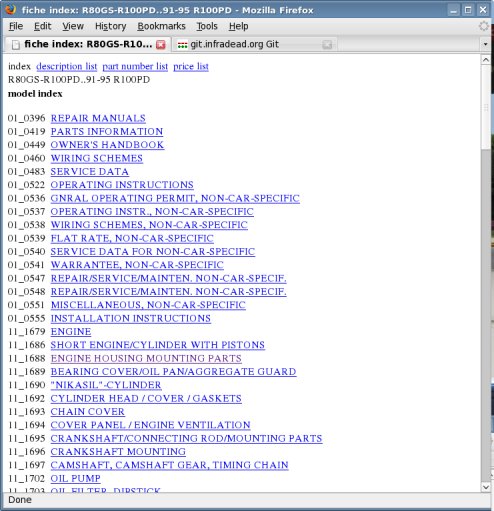 fiche index: R80GS-R100PD..91-95 R100PD - Mozilla Firefox
File Edit View History Bookmarks Tools Help
fiche index: R80GS-R10... git.infradead.org Git
index description list part number list price list
R80GS-R100PD..91-95 R100PD
model index
01_0396 REPAIR MANUALS
01_0419 PARTS INFORMATION
01_0449 OWNER'S HANDBOOK
01_0460 WIRING SCHEMES
01_0483 SERVICE DATA
01_0522 OPERATING INSTRUCTIONS
01_0536 GNRAL OPERATING PERMIT, NON-CAR-SPECIFIC
01_0537 OPERATING INSTR., NON-CAR-SPECIFIC
01_0538 WIRING SCHEMES, NON-CAR-SPECIFIC
01_0539 FLAT RATE, NON-CAR-SPECIFIC
01_0540 SERVICE DATA FOR NON-CAR-SPECIFIC
01_0541 WARRANTEE, NON-CAR-SPECIFIC
01_0547 REPAIR/SERVICE/MAINTEN. NON-CAR-SPECIF.
01_0548 REPAIR/SERVICE/MAINTEN. NON-CAR-SPECIF.
01_0551 MISCELLANEOUS, NON-CAR-SPECIFIC
01_0555 INSTALLATION INSTRUCTIONS
11_1679 ENGINE
11_1686 SHORT ENGINE/CYLINDER WITH PISTONS
11_1688 ENGINE HOUSING MOUNTING PARTS
11_1689 BEARING COVER/OIL PAN/AGGREGATE GUARD
11_1690 "NIKASIL"-CYLINDER
11_1692 CYLINDER HEAD / COVER / GASKETS
11_1693 CHAIN COVER
11_1694 COVER PANEL / ENGINE VENTILATION
11_1695 CRANKSHAFT/CONNECTING ROD/MOUNTING PARTS
11_1696 CRANKSHAFT MOUNTING
11_1697 CAMSHAFT, CAMSHAFT GEAR, TIMING CHAIN
11_1702 OIL PUMP
11_1703 OIL FILTER, DIPSTICK
Done